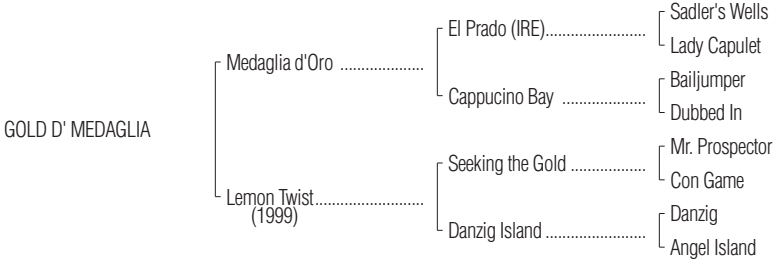 Sadler's Wells
El Prado (IRE)........................
Lady Capulet
Medaglia d'Oro ....................
Bailjumper
Cappucino Bay ....................
Dubbed In
GOLD D' MEDAGLIA
Mr. Prospector
Seeking the Gold ..................
Con Game
Lemon Twist..........................
(1999)
Danzig
Danzig Island ........................
Angel Island